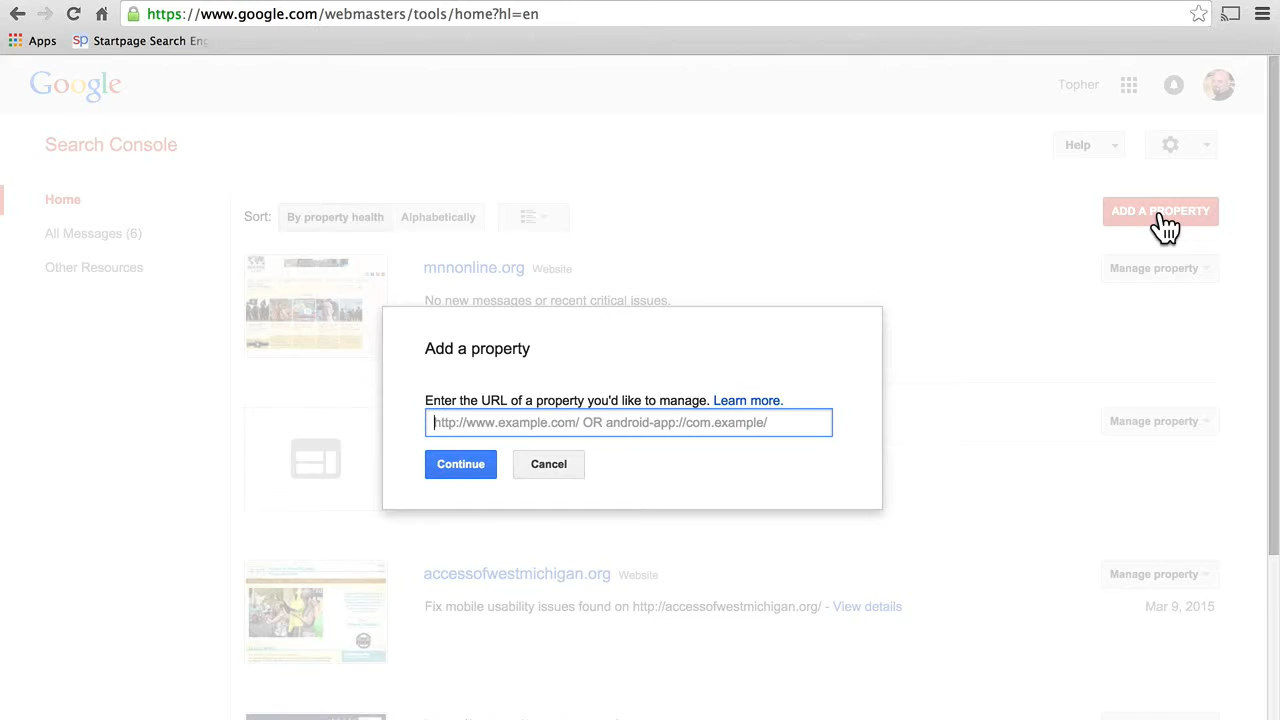 https://www.google.com/webmasters/tools/home?hl=en
Apps
SP Startpage Search Eng
Google
Topher
Search Console
Help
Home
All Messages (6)
Other Resources
Sort: By property health Alphabetically
ADD A PROPERTY
mnnonline.org Website
Manage property
No new messages or recent critical issues.
Add a property
Enter the URL of a property you'd like to manage. Learn more.
http://www.example.com/ OR android-app://com.example/
Continue
Cancel
Manage property
accessofwestmichigan.org Website
Manage property
Fix mobile usability issues found on http://accessofwestmichigan.org/ - View details
Mar 9, 2015